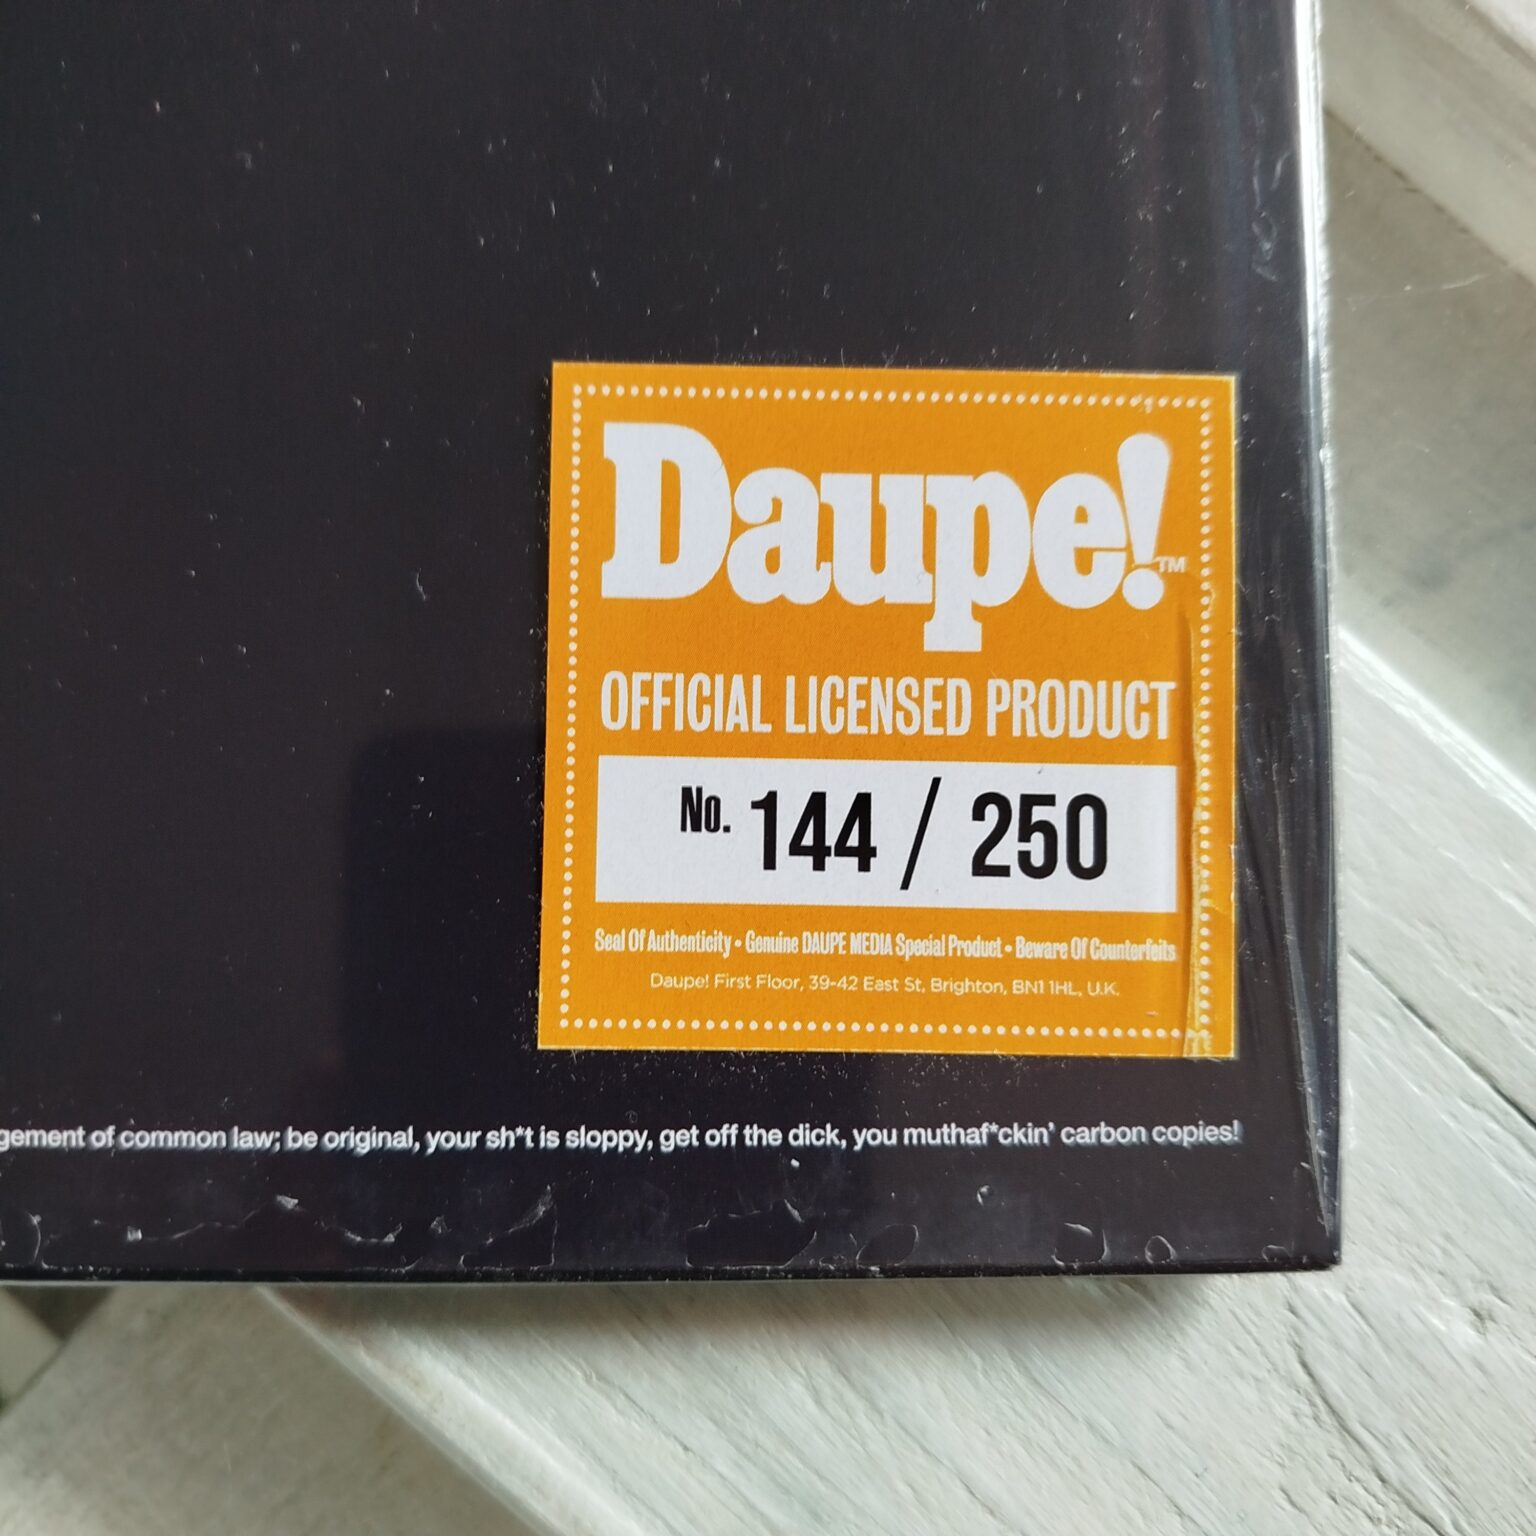 Daupe!™
OFFICIAL LICENSED PRODUCT
No. 144 / 250
Seal Of Authenticity • Genuine DAUPE MEDIA Special Product • Beware Of Counterfeits
Daupe! First Floor, 39-42 East St, Brighton, BN1 1HL, U.K.
gement of common law; be original, your sh*t is sloppy, get off the dick, you muthaf*ckin' carbon copies!